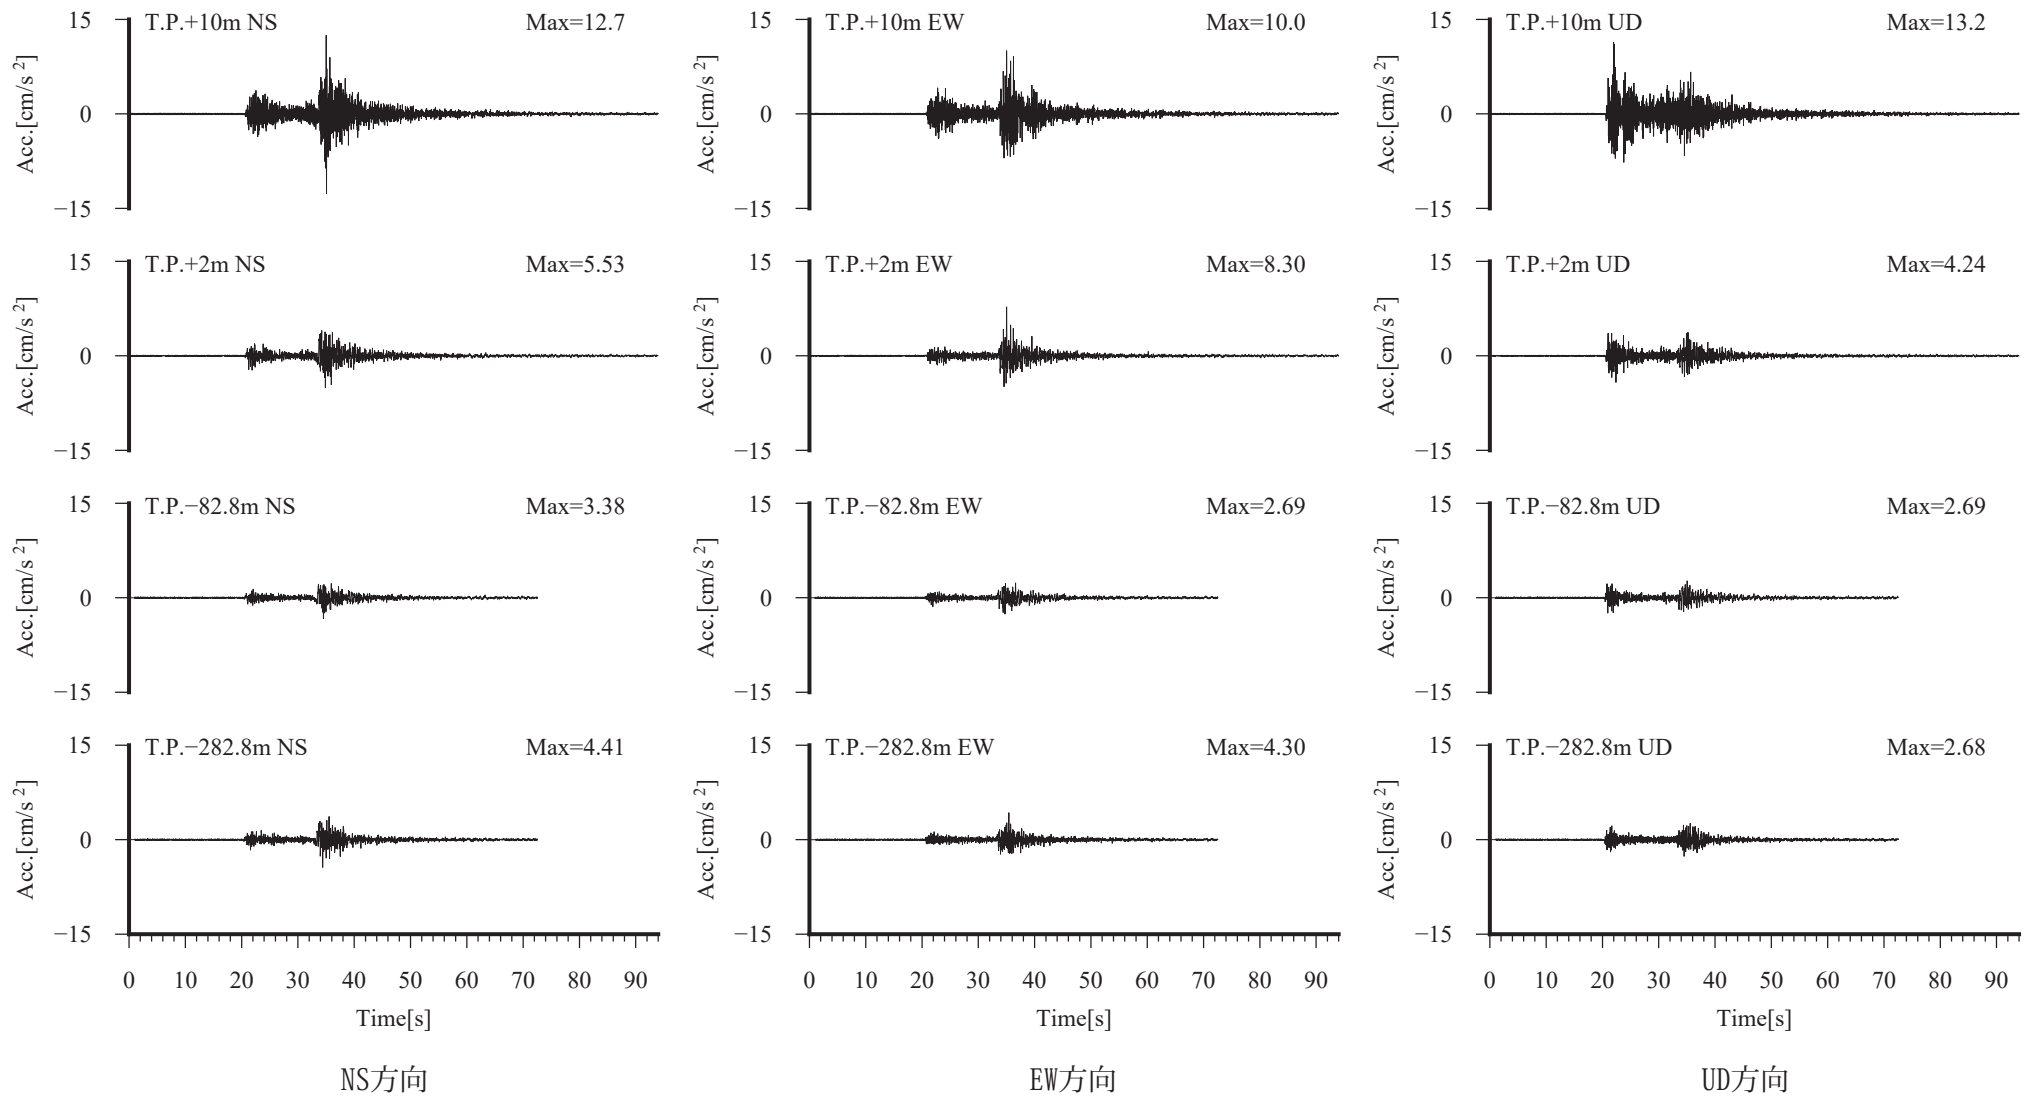 T.P.+10m NS Max=12.7
15
0
−15
Acc.[cm/s²]
T.P.+10m EW Max=10.0
15
0
−15
Acc.[cm/s²]
T.P.+10m UD Max=13.2
15
0
−15
Acc.[cm/s²]
T.P.+2m NS Max=5.53
15
0
−15
Acc.[cm/s²]
T.P.+2m EW Max=8.30
15
0
−15
Acc.[cm/s²]
T.P.+2m UD Max=4.24
15
0
−15
Acc.[cm/s²]
T.P.−82.8m NS Max=3.38
15
0
−15
Acc.[cm/s²]
T.P.−82.8m EW Max=2.69
15
0
−15
Acc.[cm/s²]
T.P.−82.8m UD Max=2.69
15
0
−15
Acc.[cm/s²]
T.P.−282.8m NS Max=4.41
15
0
−15
Acc.[cm/s²]
T.P.−282.8m EW Max=4.30
15
0
−15
Acc.[cm/s²]
T.P.−282.8m UD Max=2.68
15
0
−15
Acc.[cm/s²]
0 10 20 30 40 50 60 70 80 90
Time[s]
NS方向
0 10 20 30 40 50 60 70 80 90
Time[s]
EW方向
0 10 20 30 40 50 60 70 80 90
Time[s]
UD方向